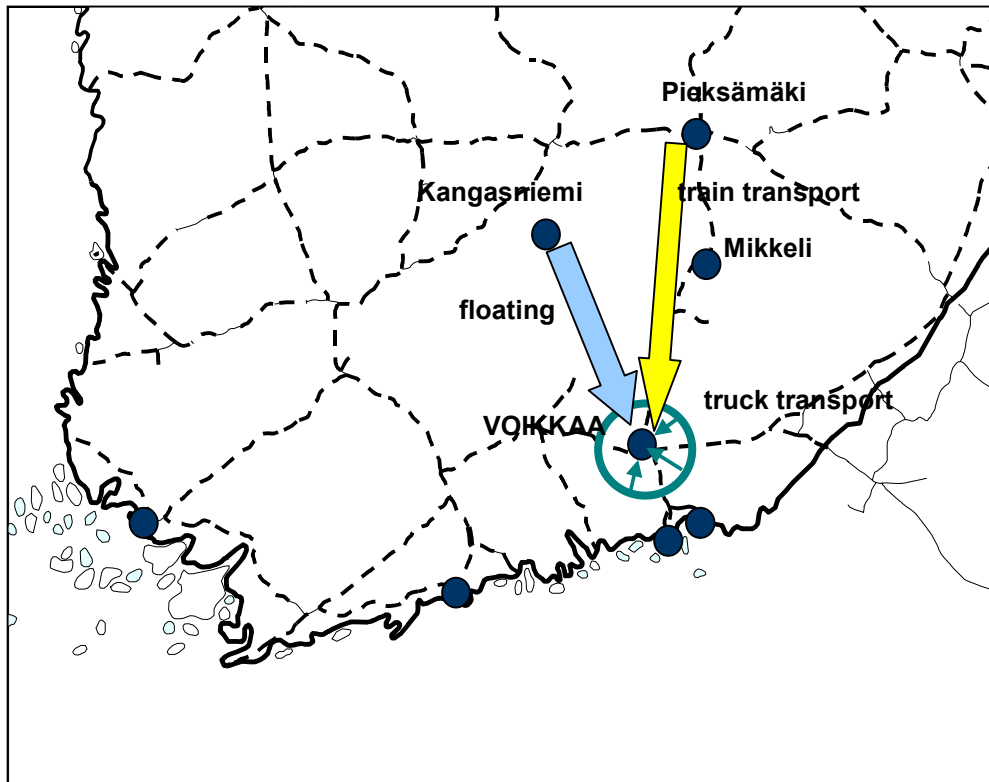 Pieksämäki
Kangasniemi
train transport
Mikkeli
floating
truck transport
VOIKKAA